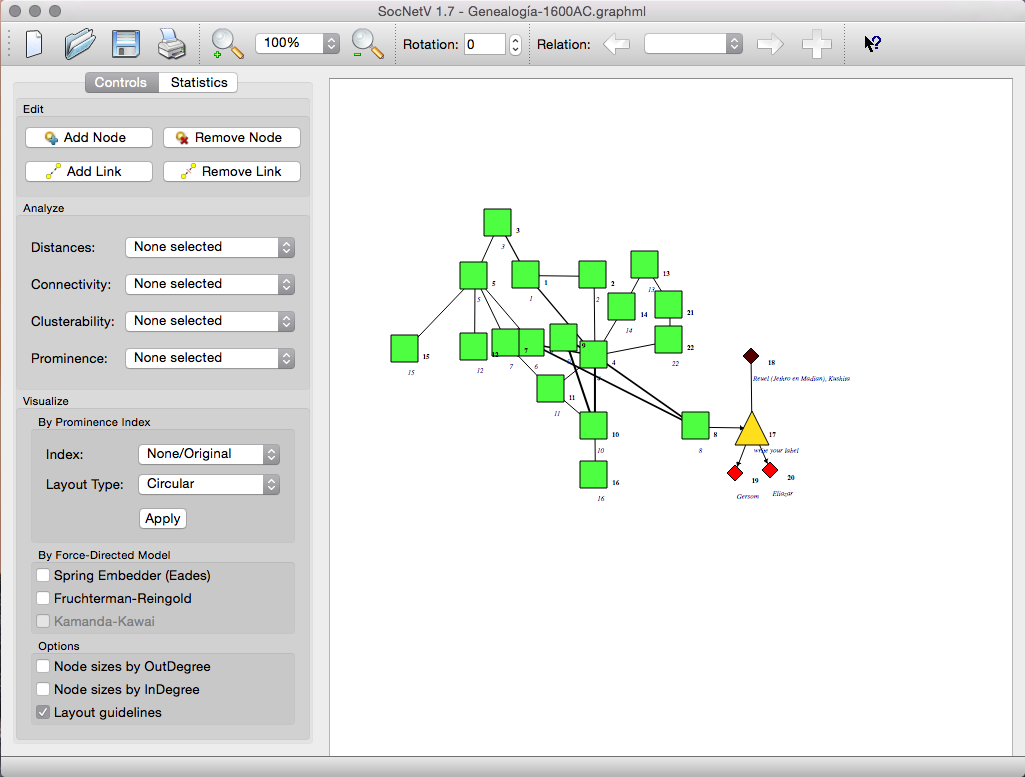 SocNetV 1.7 - Genealogía-1600AC.graphml
100%
Rotation: 0
Relation:
Controls
Statistics
Edit
Add Node
Remove Node
Add Link
Remove Link
Analyze
Distances: None selected
Connectivity: None selected
Clusterability: None selected
Prominence: None selected
Visualize
By Prominence Index
Index: None/Original
Layout Type: Circular
Apply
By Force-Directed Model
Spring Embedder (Eades)
Fruchterman-Reingold
Kamanda-Kawai
Options
Node sizes by OutDegree
Node sizes by InDegree
Layout guidelines
3
3
5
5
1
1
2
2
13
13
14
14
21
22
22
15
15
12
12
7
7
6
9
4
11
11
10
10
16
16
8
8
18
Reuel (Jethro en Madian), Kushita
17
write your label
19
Gersom
20
Eliazar